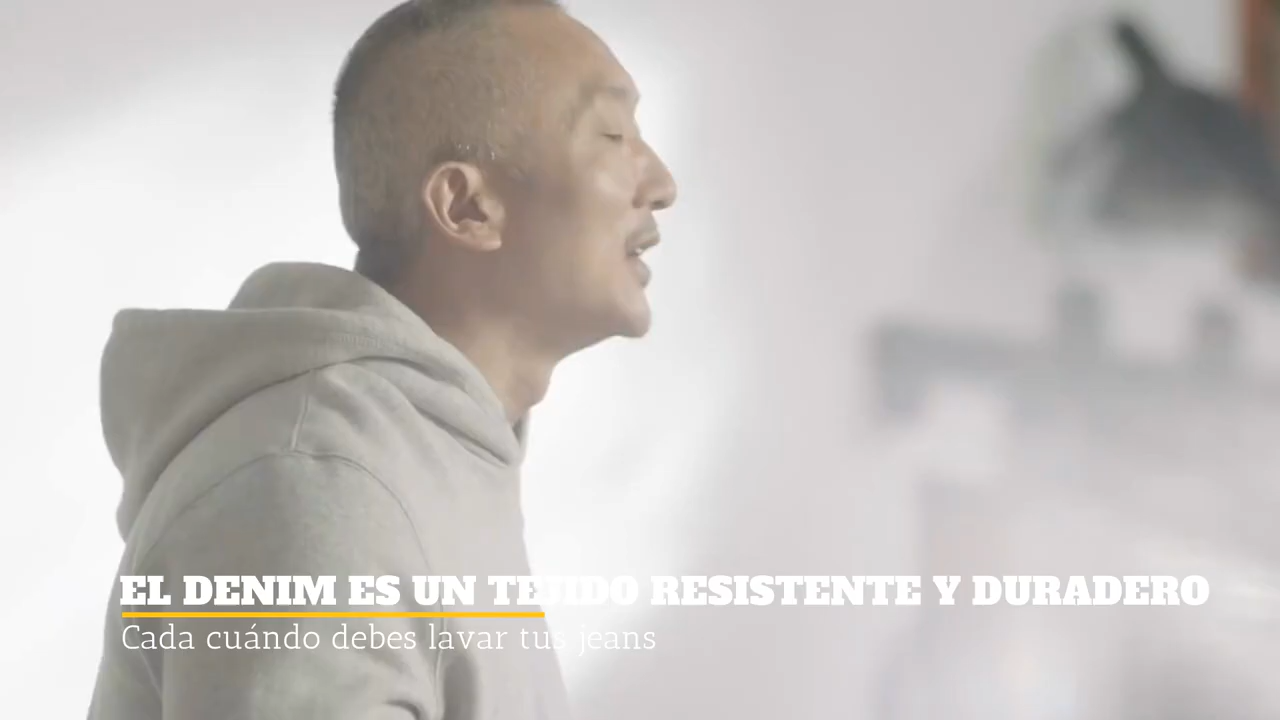 EL DENIM ES UN TEJIDO RESISTENTE Y DURADERO
Cada cuándo debes lavar tus jeans